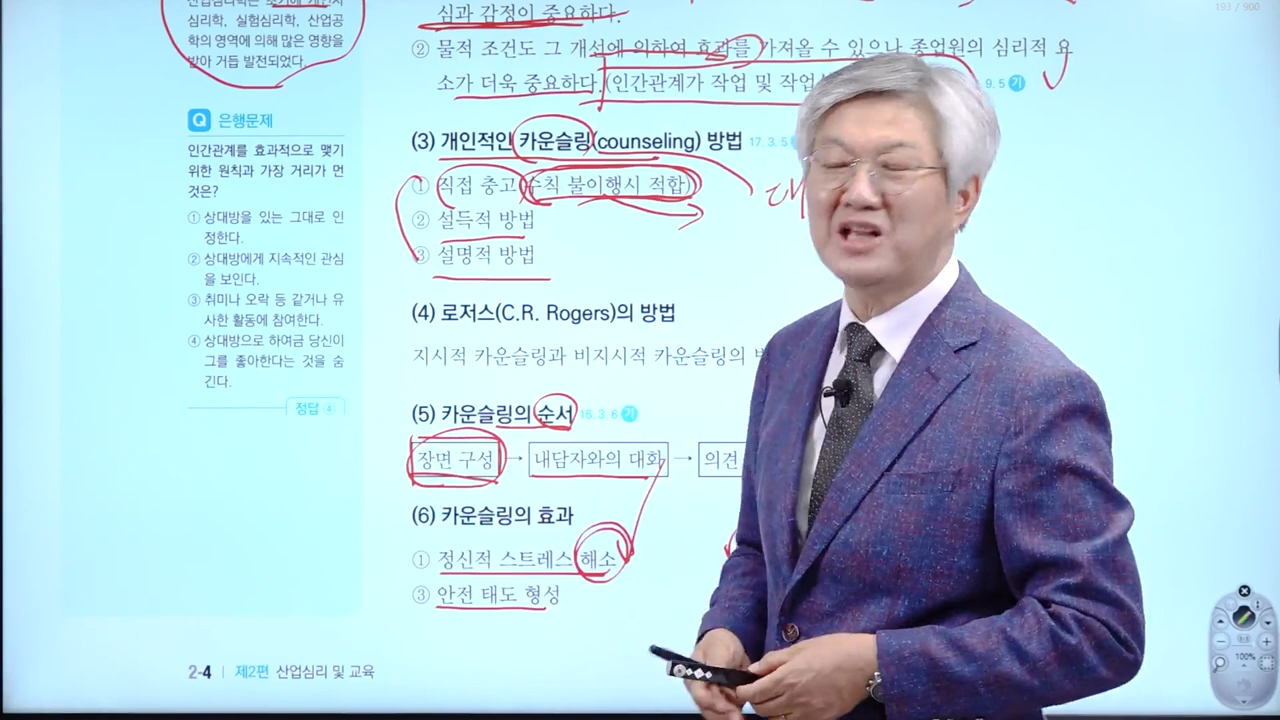 193 / 900
심리학, 실험심리학, 산업공
학의 영역에 의해 많은 영향을
받아 거듭 발전되었다.
Q 은행문제
인간관계를 효과적으로 맺기
위한 원칙과 가장 거리가 먼
것은?
① 상대방을 있는 그대로 인
정한다.
② 상대방에게 지속적인 관심
을 보인다.
③ 취미나 오락 등 같거나 유
사한 활동에 참여한다.
④ 상대방으로 하여금 당신이
그를 좋아한다는 것을 숨
긴다.
정답 ④
심과 감정이 중요하다.
② 물적 조건도 그 개선에 의하여 효과를 가져올 수 있으나 종업원의 심리적 요
소가 더욱 중요하다.(인간관계가 작업 및 작업 9. 5 기
(3) 개인적인 카운슬링(counseling) 방법 17. 3. 5
① 직접 충고(수칙 불이행시 적합)
② 설득적 방법
③ 설명적 방법
(4) 로저스(C.R. Rogers)의 방법
지시적 카운슬링과 비지시적 카운슬링의
(5) 카운슬링의 순서 16. 3. 6 기
장면 구성 → 내담자와의 대화 → 의견
(6) 카운슬링의 효과
① 정신적 스트레스 해소
③ 안전 태도 형성
2-4 | 제2편 산업심리 및 교육
100%